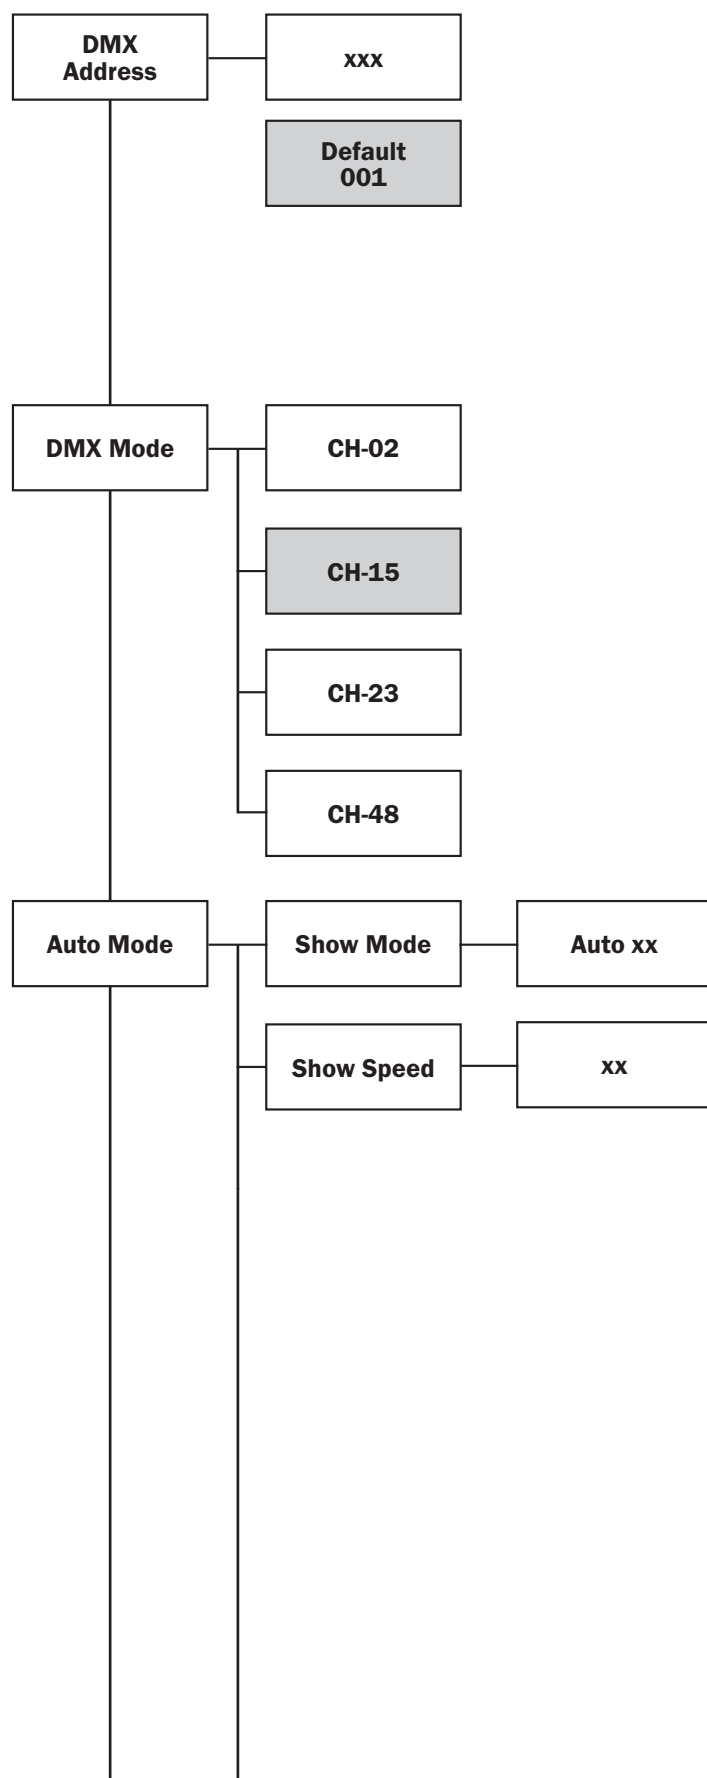 DMX
Address
xxx
Default
001
DMX Mode
CH-02
CH-15
CH-23
CH-48
Auto Mode
Show Mode
Auto xx
Show Speed
xx